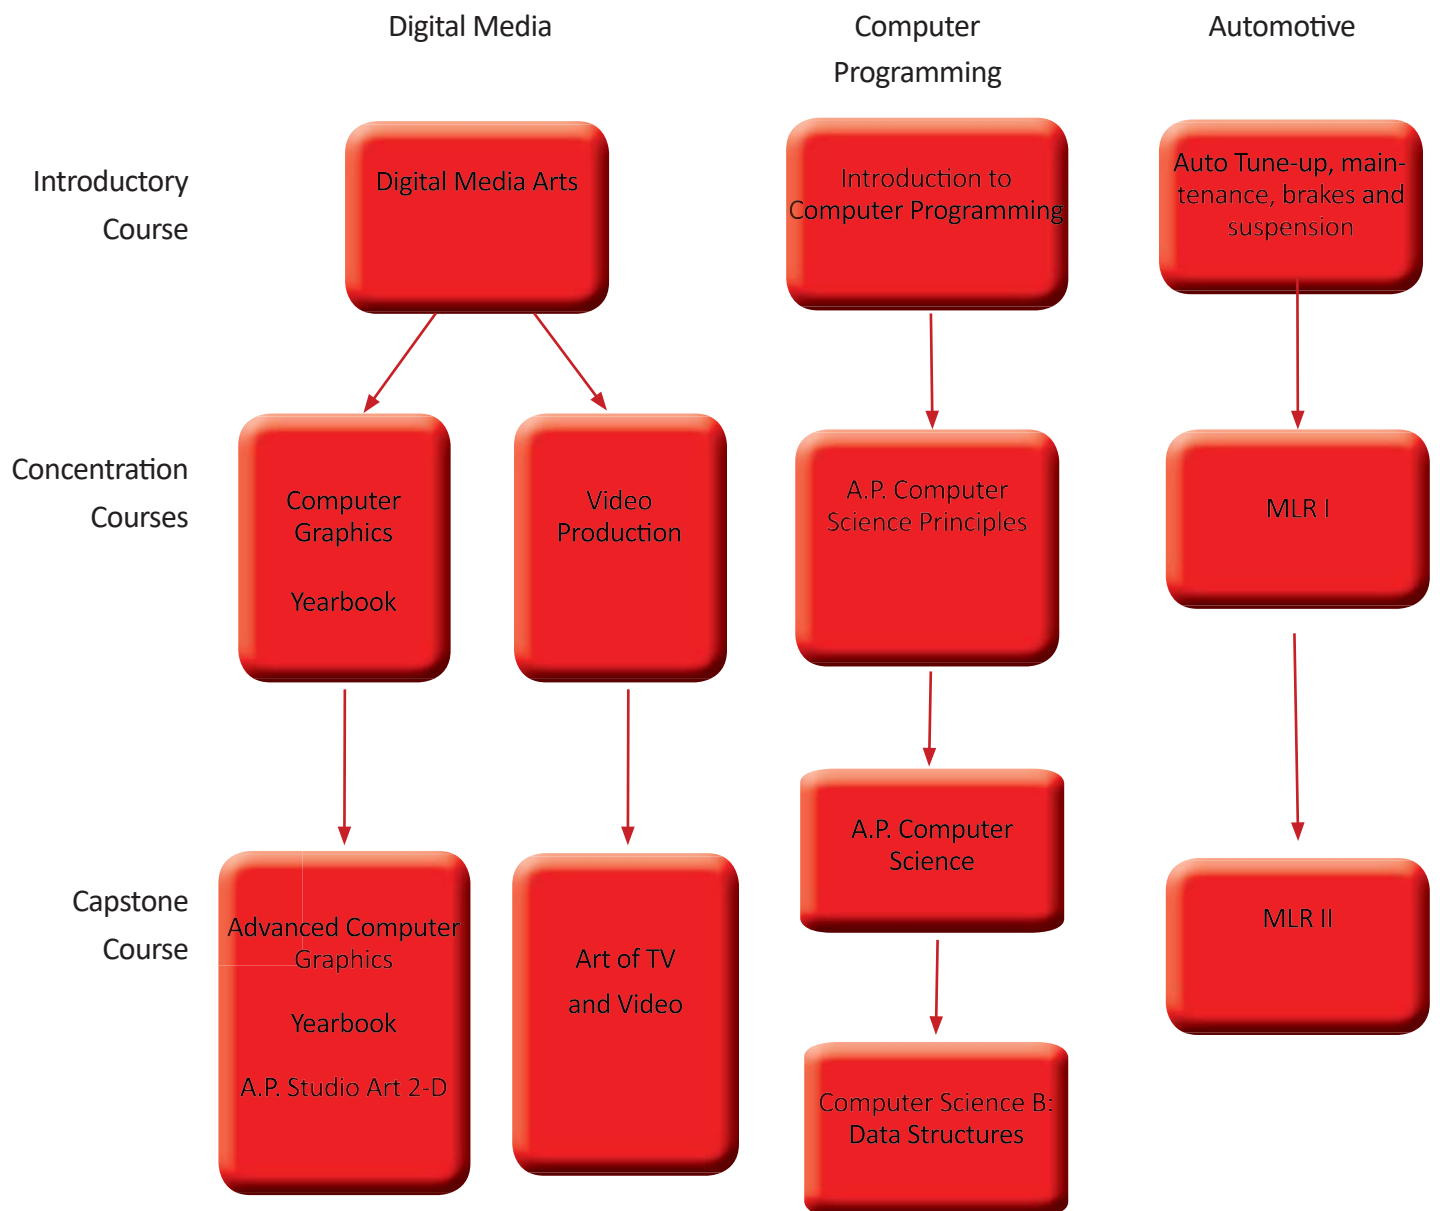 Digital Media
Computer
Programming
Automotive
Introductory
Course
Digital Media Arts
Introduction to
Computer Programming
Auto Tune-up, main-
tenance, brakes and
suspension
Concentration
Courses
Computer
Graphics
Yearbook
Video
Production
A.P. Computer
Science Principles
MLR I
A.P. Computer
Science
Capstone
Course
Advanced Computer
Graphics
Yearbook
A.P. Studio Art 2-D
Art of TV
and Video
MLR II
Computer Science B:
Data Structures